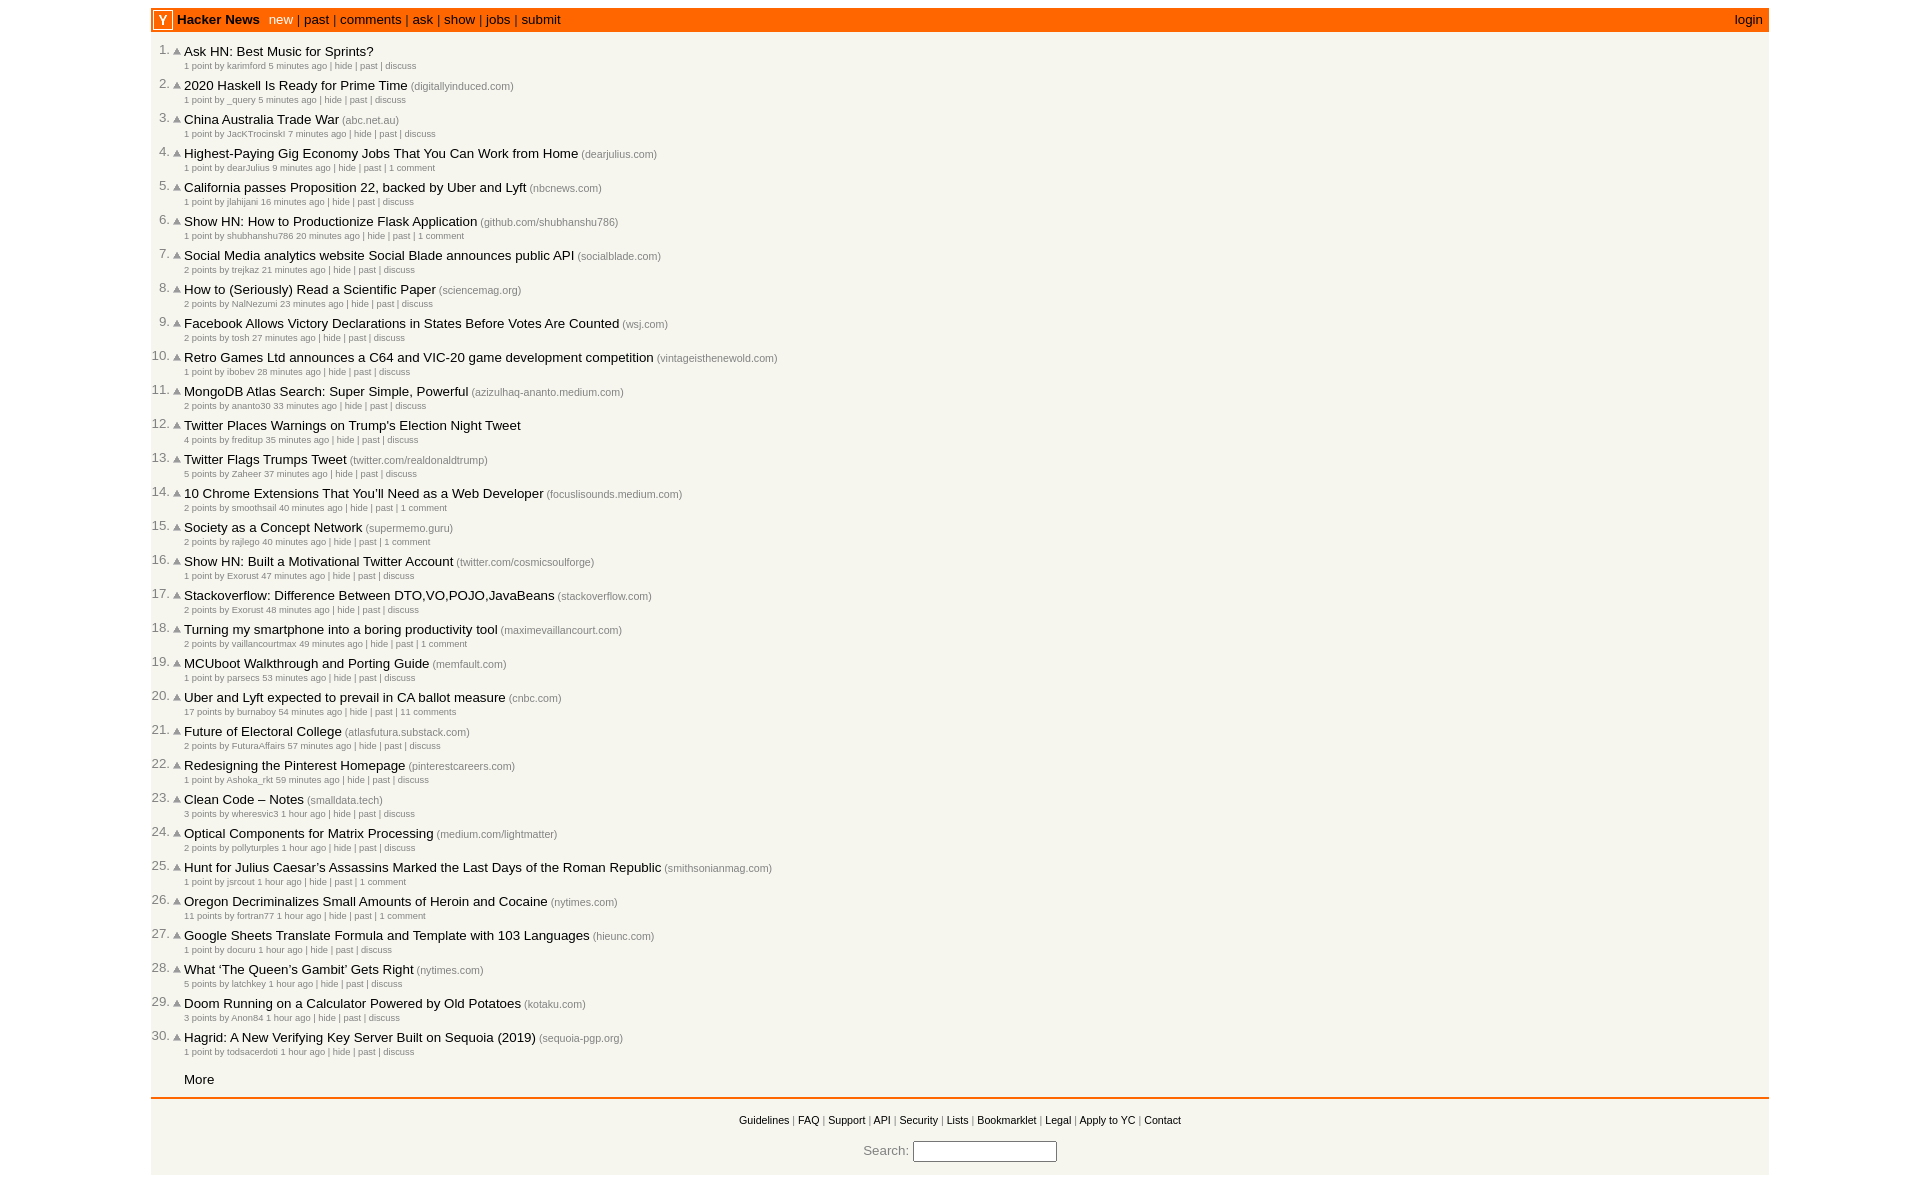 Y Hacker News new | past | comments | ask | show | jobs | submit login
1. Ask HN: Best Music for Sprints?
1 point by karimford 5 minutes ago | hide | past | discuss
2. 2020 Haskell Is Ready for Prime Time (digitallyinduced.com)
1 point by _query 5 minutes ago | hide | past | discuss
3. China Australia Trade War (abc.net.au)
1 point by JacKTrocinskI 7 minutes ago | hide | past | discuss
4. Highest-Paying Gig Economy Jobs That You Can Work from Home (dearjulius.com)
1 point by dearJulius 9 minutes ago | hide | past | 1 comment
5. California passes Proposition 22, backed by Uber and Lyft (nbcnews.com)
1 point by jlahijani 16 minutes ago | hide | past | discuss
6. Show HN: How to Productionize Flask Application (github.com/shubhanshu786)
1 point by shubhanshu786 20 minutes ago | hide | past | 1 comment
7. Social Media analytics website Social Blade announces public API (socialblade.com)
2 points by trejkaz 21 minutes ago | hide | past | discuss
8. How to (Seriously) Read a Scientific Paper (sciencemag.org)
2 points by NalNezumi 23 minutes ago | hide | past | discuss
9. Facebook Allows Victory Declarations in States Before Votes Are Counted (wsj.com)
2 points by tosh 27 minutes ago | hide | past | discuss
10. Retro Games Ltd announces a C64 and VIC-20 game development competition (vintageisthenewold.com)
1 point by ibobev 28 minutes ago | hide | past | discuss
11. MongoDB Atlas Search: Super Simple, Powerful (azizulhaq-ananto.medium.com)
2 points by ananto30 33 minutes ago | hide | past | discuss
12. Twitter Places Warnings on Trump's Election Night Tweet
4 points by freditup 35 minutes ago | hide | past | discuss
13. Twitter Flags Trumps Tweet (twitter.com/realdonaldtrump)
5 points by Zaheer 37 minutes ago | hide | past | discuss
14. 10 Chrome Extensions That You’ll Need as a Web Developer (focuslisounds.medium.com)
2 points by smoothsail 40 minutes ago | hide | past | 1 comment
15. Society as a Concept Network (supermemo.guru)
2 points by rajlego 40 minutes ago | hide | past | 1 comment
16. Show HN: Built a Motivational Twitter Account (twitter.com/cosmicsoulforge)
1 point by Exorust 47 minutes ago | hide | past | discuss
17. Stackoverflow: Difference Between DTO,VO,POJO,JavaBeans (stackoverflow.com)
2 points by Exorust 48 minutes ago | hide | past | discuss
18. Turning my smartphone into a boring productivity tool (maximevaillancourt.com)
2 points by vaillancourtmax 49 minutes ago | hide | past | 1 comment
19. MCUboot Walkthrough and Porting Guide (memfault.com)
1 point by parsecs 53 minutes ago | hide | past | discuss
20. Uber and Lyft expected to prevail in CA ballot measure (cnbc.com)
17 points by burnaboy 54 minutes ago | hide | past | 11 comments
21. Future of Electoral College (atlasfutura.substack.com)
2 points by FuturaAffairs 57 minutes ago | hide | past | discuss
22. Redesigning the Pinterest Homepage (pinterestcareers.com)
1 point by Ashoka_rkt 59 minutes ago | hide | past | discuss
23. Clean Code – Notes (smalldata.tech)
3 points by wheresvic3 1 hour ago | hide | past | discuss
24. Optical Components for Matrix Processing (medium.com/lightmatter)
2 points by pollyturples 1 hour ago | hide | past | discuss
25. Hunt for Julius Caesar’s Assassins Marked the Last Days of the Roman Republic (smithsonianmag.com)
1 point by jsrcout 1 hour ago | hide | past | 1 comment
26. Oregon Decriminalizes Small Amounts of Heroin and Cocaine (nytimes.com)
11 points by fortran77 1 hour ago | hide | past | 1 comment
27. Google Sheets Translate Formula and Template with 103 Languages (hieunc.com)
1 point by docuru 1 hour ago | hide | past | discuss
28. What ‘The Queen’s Gambit’ Gets Right (nytimes.com)
5 points by latchkey 1 hour ago | hide | past | discuss
29. Doom Running on a Calculator Powered by Old Potatoes (kotaku.com)
3 points by Anon84 1 hour ago | hide | past | discuss
30. Hagrid: A New Verifying Key Server Built on Sequoia (2019) (sequoia-pgp.org)
1 point by todsacerdoti 1 hour ago | hide | past | discuss
More
Guidelines | FAQ | Support | API | Security | Lists | Bookmarklet | Legal | Apply to YC | Contact
Search: